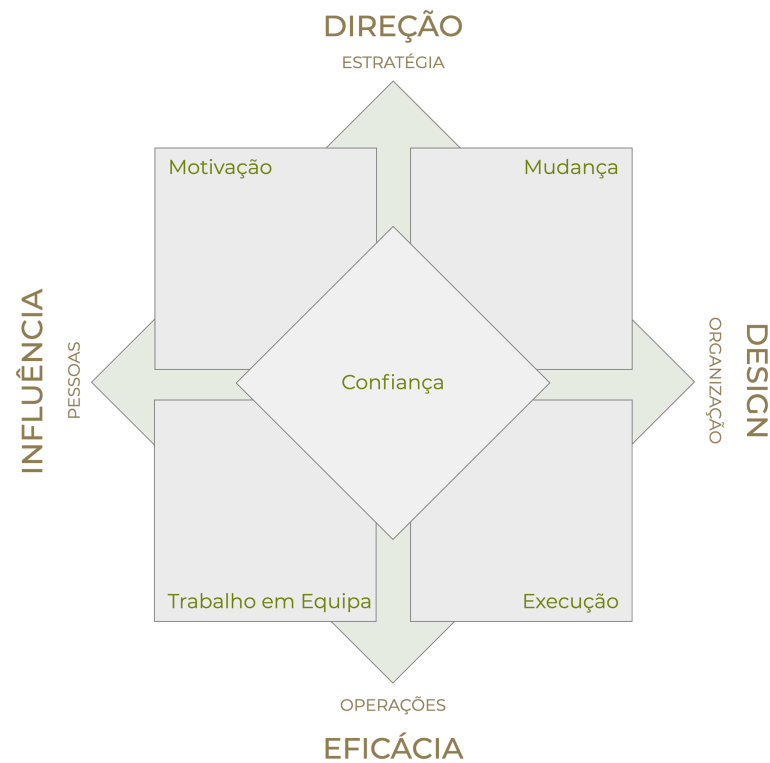 DIREÇÃO
ESTRATÉGIA
Motivação
Mudança
INFLUÊNCIA
PESSOAS
Confiança
ORGANIZAÇÃO
DESIGN
Trabalho em Equipa
Execução
OPERAÇÕES
EFICÁCIA